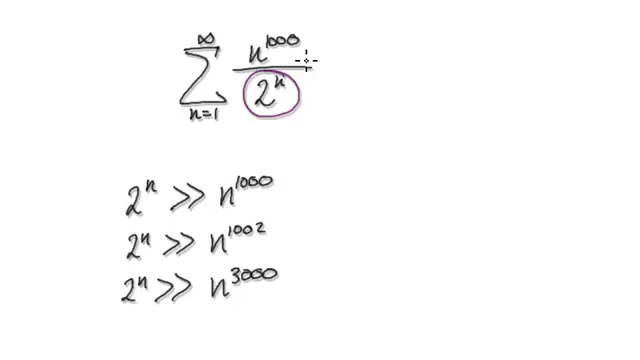 ∞
∑ n^1000 / 2^n
n=1
2^n >> n^1000
2^n >> n^1002
2^n >> n^3000